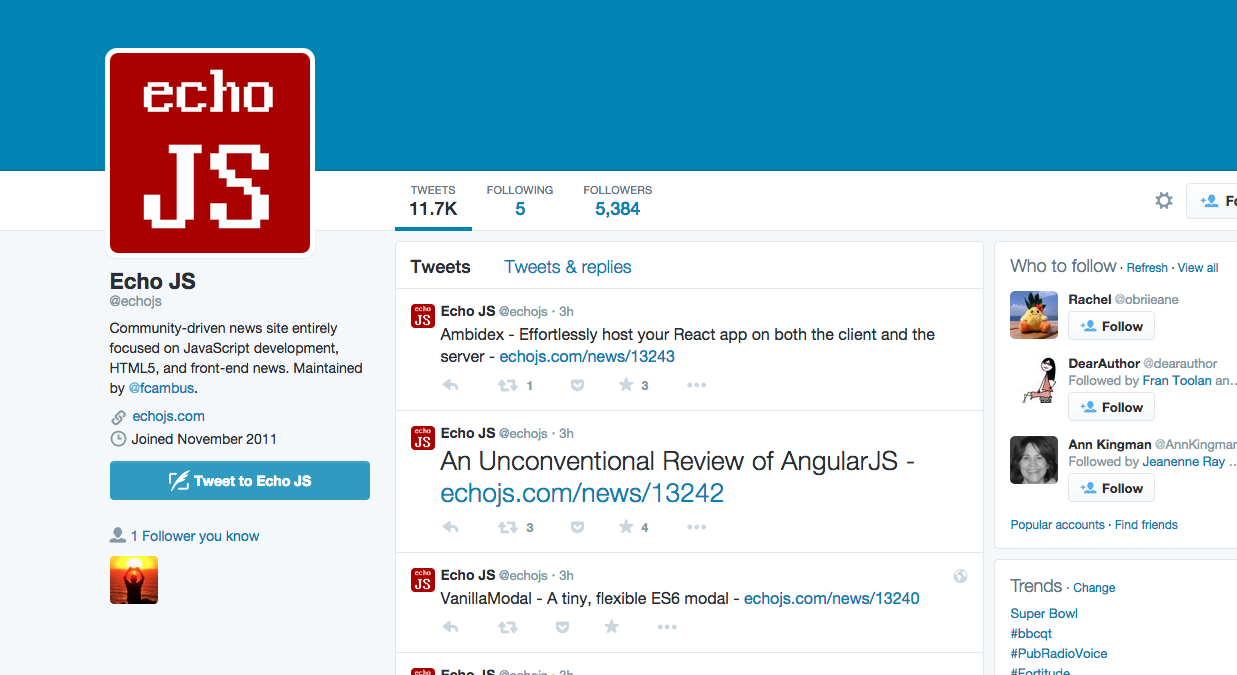 echo
JS
TWEETS
11.7K
FOLLOWING
5
FOLLOWERS
5,384
Echo JS
@echojs
Community-driven news site entirely
focused on JavaScript development,
HTML5, and front-end news. Maintained
by @fcambus.
echojs.com
Joined November 2011
Tweet to Echo JS
1 Follower you know
Tweets Tweets & replies
echo
JS
Echo JS @echojs · 3h
Ambidex - Effortlessly host your React app on both the client and the
server - echojs.com/news/13243
1 3
echo
JS
Echo JS @echojs · 3h
An Unconventional Review of AngularJS -
echojs.com/news/13242
3 4
echo
JS
Echo JS @echojs · 3h
VanillaModal - A tiny, flexible ES6 modal - echojs.com/news/13240
echo
Echo JS @echojs · 3h
Who to follow · Refresh · View all
Rachel @obriieane
Follow
DearAuthor @dearauthor
Followed by Fran Toolan an...
Follow
Ann Kingman @AnnKingman
Followed by Jeanenne Ray ...
Follow
Popular accounts · Find friends
Trends · Change
Super Bowl
#bbcqt
#PubRadioVoice
#Fortitude